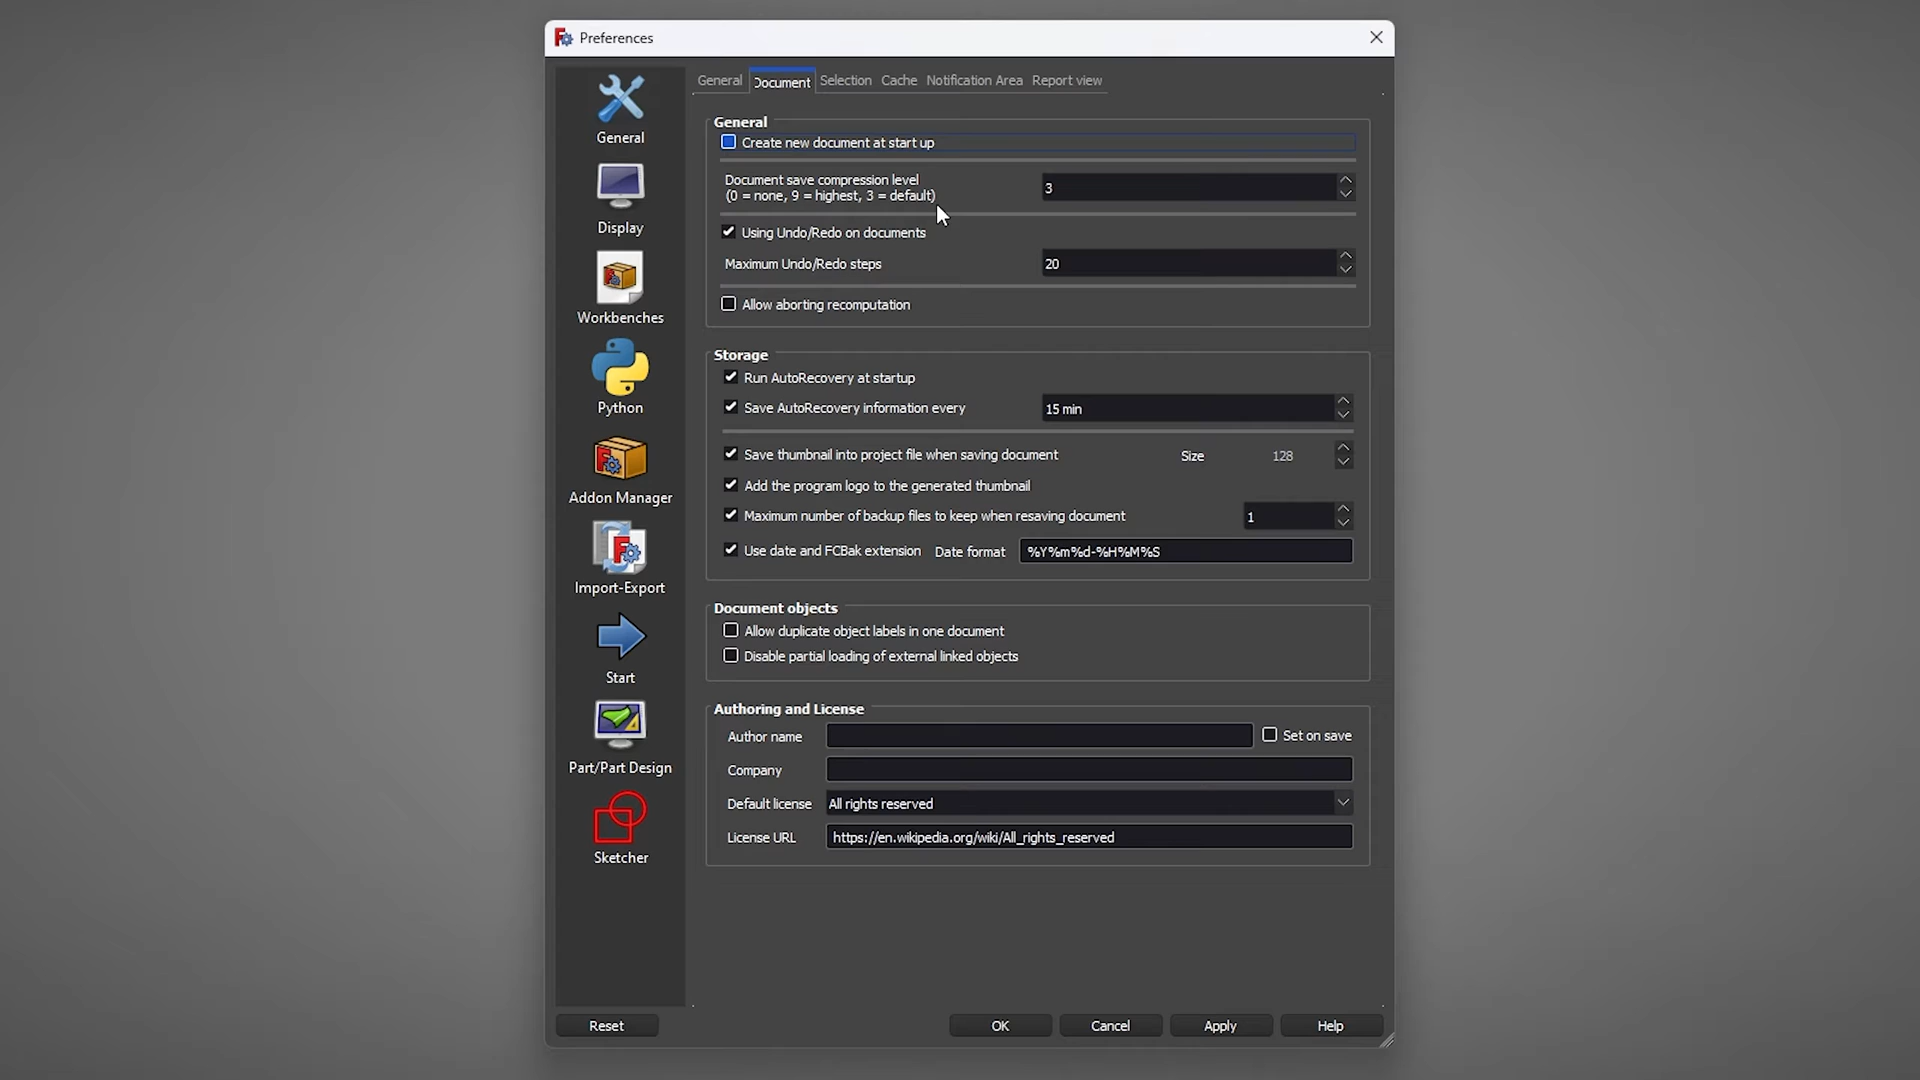 Preferences
General
Display
Workbenches
Python
Addon Manager
Import-Export
Start
Part/Part Design
Sketcher
General Document Selection Cache Notification Area Report view
General
Create new document at start up
Document save compression level
(0 = none, 9 = highest, 3 = default)
3
Using Undo/Redo on documents
Maximum Undo/Redo steps 20
Allow aborting recomputation
Storage
Run AutoRecovery at startup
Save AutoRecovery information every 15 min
Save thumbnail into project file when saving document Size 128
Add the program logo to the generated thumbnail
Maximum number of backup files to keep when resaving document 1
Use date and FCBak extension Date format %Y%m%d-%H%M%S
Document objects
Allow duplicate object labels in one document
Disable partial loading of external linked objects
Authoring and License
Author name Set on save
Company
Default license All rights reserved
License URL https://en.wikipedia.org/wiki/All_rights_reserved
Reset OK Cancel Apply Help